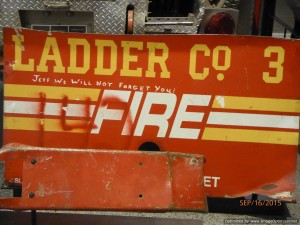 LADDER CO 3
JEFF WE WILL NOT FORGET YOU!
FIRE
SEP/16/2015